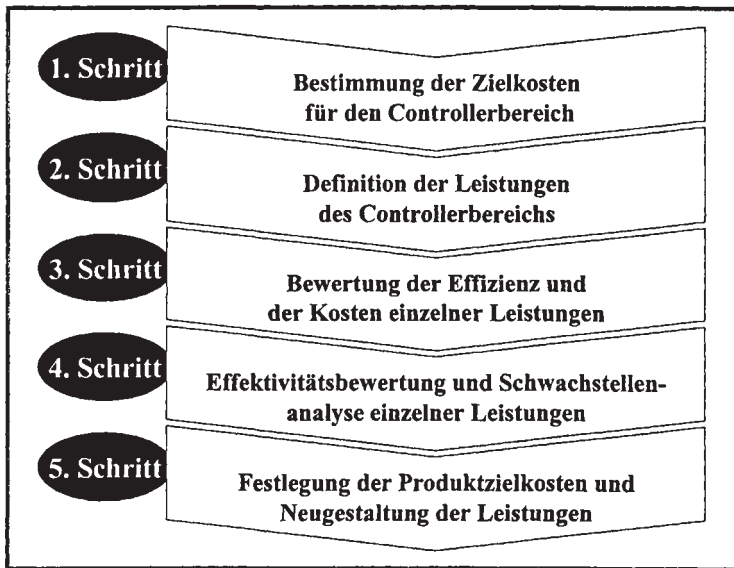 1. Schritt
Bestimmung der Zielkosten
für den Controllerbereich
2. Schritt
Definition der Leistungen
des Controllerbereichs
3. Schritt
Bewertung der Effizienz und
der Kosten einzelner Leistungen
4. Schritt
Effektivitätsbewertung und Schwachstellen-
analyse einzelner Leistungen
5. Schritt
Festlegung der Produktzielkosten und
Neugestaltung der Leistungen